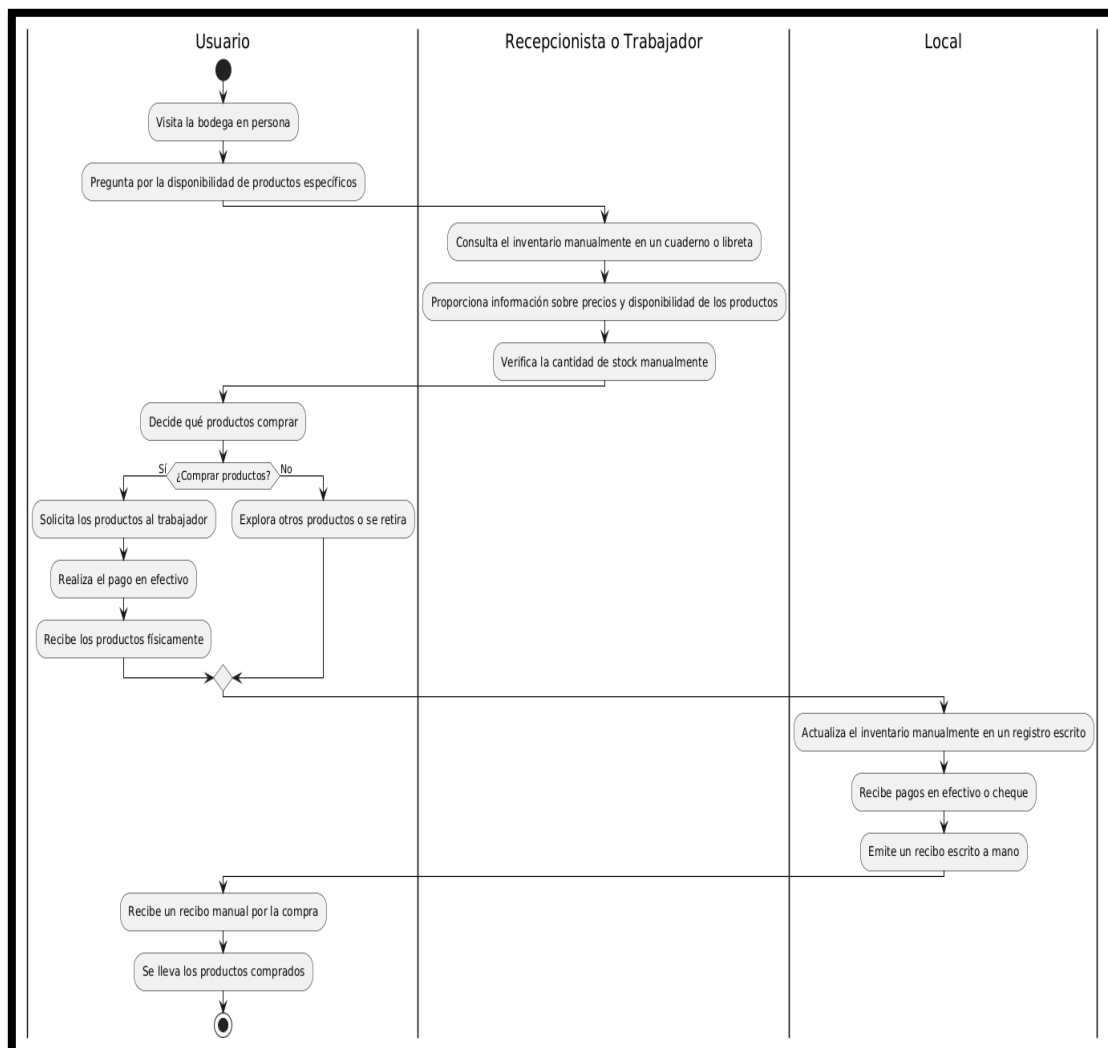 Usuario
Recepcionista o Trabajador
Local
Visita la bodega en persona
Pregunta por la disponibilidad de productos específicos
Consulta el inventario manualmente en un cuaderno o libreta
Proporciona información sobre precios y disponibilidad de los productos
Verifica la cantidad de stock manualmente
Decide qué productos comprar
Sí
¿Comprar productos?
No
Solicita los productos al trabajador
Explora otros productos o se retira
Realiza el pago en efectivo
Recibe los productos físicamente
Actualiza el inventario manualmente en un registro escrito
Recibe pagos en efectivo o cheque
Emite un recibo escrito a mano
Recibe un recibo manual por la compra
Se lleva los productos comprados